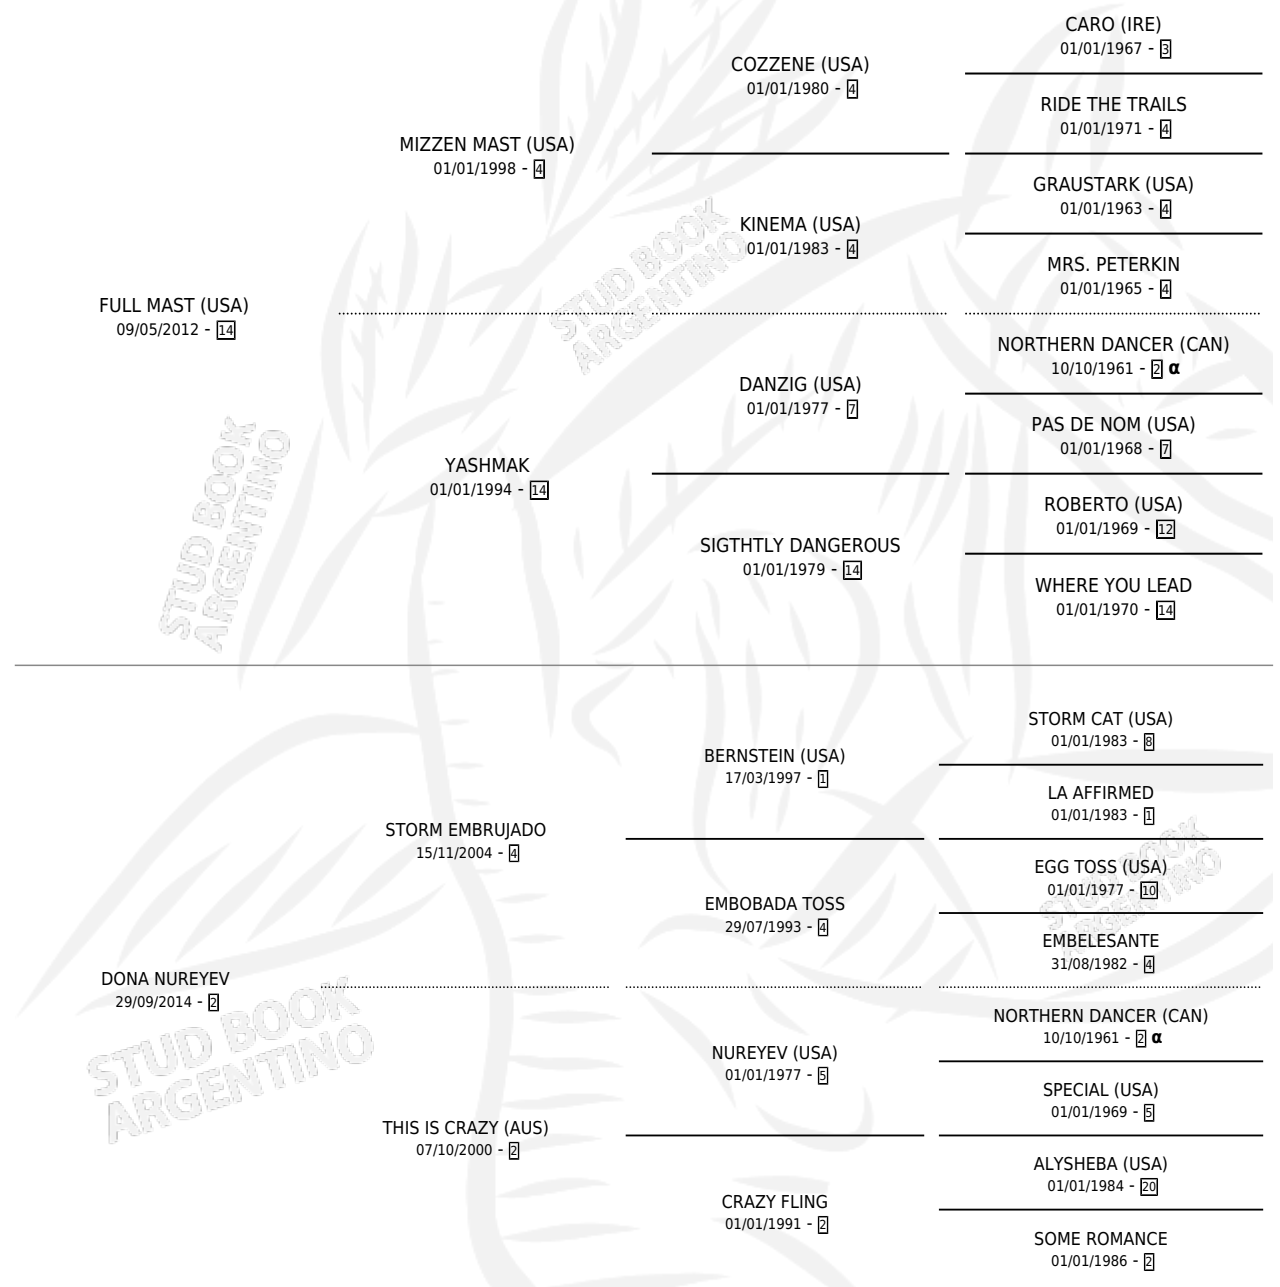 CARO (IRE)
01/01/1967 - 3
COZZENE (USA)
01/01/1980 - 4
RIDE THE TRAILS
01/01/1971 - 4
MIZZEN MAST (USA)
01/01/1998 - 4
GRAUSTARK (USA)
01/01/1963 - 4
KINEMA (USA)
01/01/1983 - 4
MRS. PETERKIN
01/01/1965 - 4
FULL MAST (USA)
09/05/2012 - 14
NORTHERN DANCER (CAN)
10/10/1961 - 2 α
DANZIG (USA)
01/01/1977 - 7
PAS DE NOM (USA)
01/01/1968 - 7
YASHMAK
01/01/1994 - 14
ROBERTO (USA)
01/01/1969 - 12
SIGTHTLY DANGEROUS
01/01/1979 - 14
WHERE YOU LEAD
01/01/1970 - 14
STORM CAT (USA)
01/01/1983 - 8
BERNSTEIN (USA)
17/03/1997 - 1
LA AFFIRMED
01/01/1983 - 1
STORM EMBRUJADO
15/11/2004 - 4
EGG TOSS (USA)
01/01/1977 - 10
EMBOBADA TOSS
29/07/1993 - 4
EMBELESANTE
31/08/1982 - 4
DONA NUREYEV
29/09/2014 - 2
NORTHERN DANCER (CAN)
10/10/1961 - 2 α
NUREYEV (USA)
01/01/1977 - 5
SPECIAL (USA)
01/01/1969 - 5
THIS IS CRAZY (AUS)
07/10/2000 - 2
ALYSHEBA (USA)
01/01/1984 - 20
CRAZY FLING
01/01/1991 - 2
SOME ROMANCE
01/01/1986 - 2
STUD BOOK
ARGENTINO
STUD BOOK
ARGENTINO
STUD BOOK
ARGENTINO
STUD BOOK
ARGENTINO